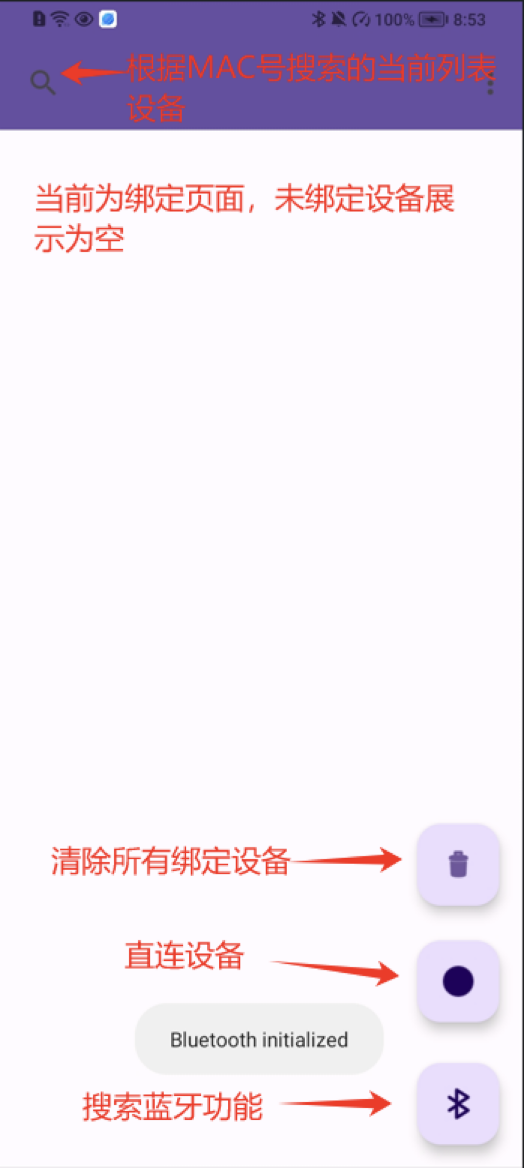 100% 8:53
根据MAC号搜索的当前列表
设备
当前为绑定页面，未绑定设备展
示为空
清除所有绑定设备
直连设备
Bluetooth initialized
搜索蓝牙功能